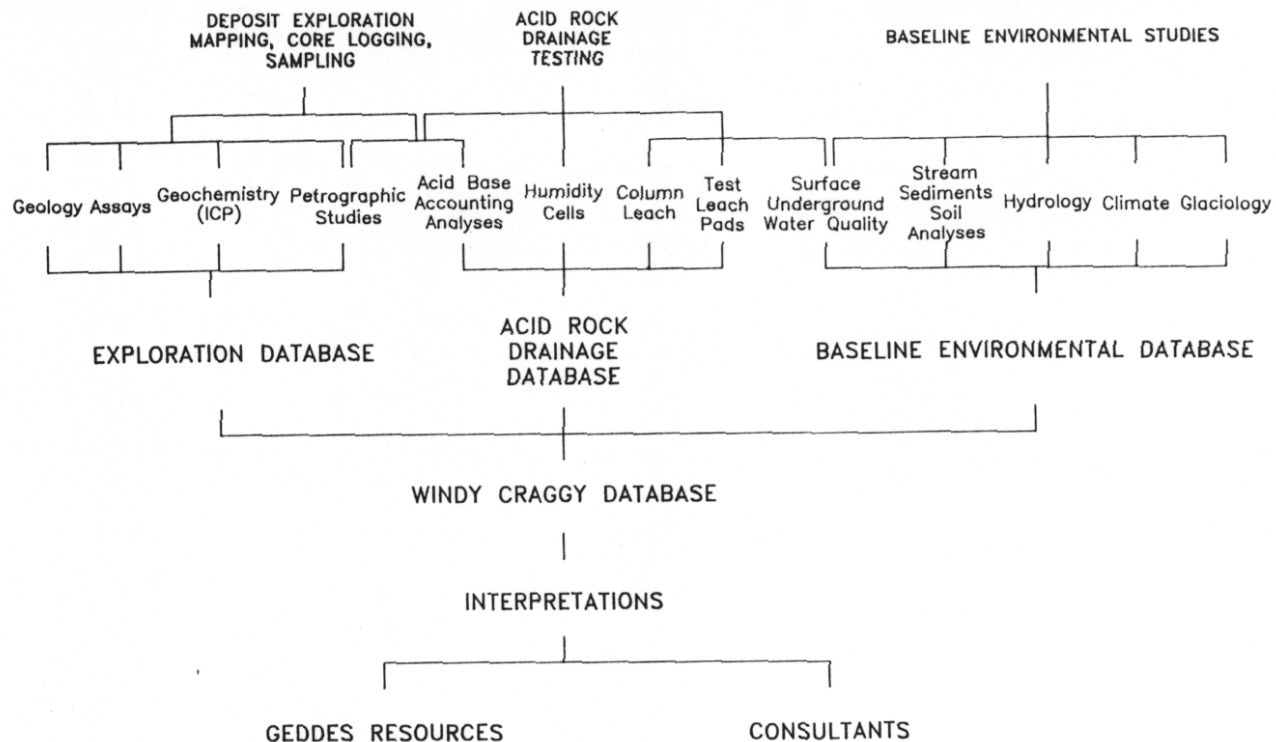 DEPOSIT EXPLORATION
MAPPING, CORE LOGGING,
SAMPLING
ACID ROCK
DRAINAGE
TESTING
BASELINE ENVIRONMENTAL STUDIES
Geology
Assays
Geochemistry
(ICP)
Petrographic
Studies
Acid Base
Accounting
Analyses
Humidity
Cells
Column
Leach
Test
Leach
Pads
Surface
Underground
Water Quality
Stream
Sediments
Soil
Analyses
Hydrology
Climate
Glaciology
EXPLORATION DATABASE
ACID ROCK
DRAINAGE
DATABASE
BASELINE ENVIRONMENTAL DATABASE
WINDY CRAGGY DATABASE
INTERPRETATIONS
GEDDES RESOURCES
CONSULTANTS